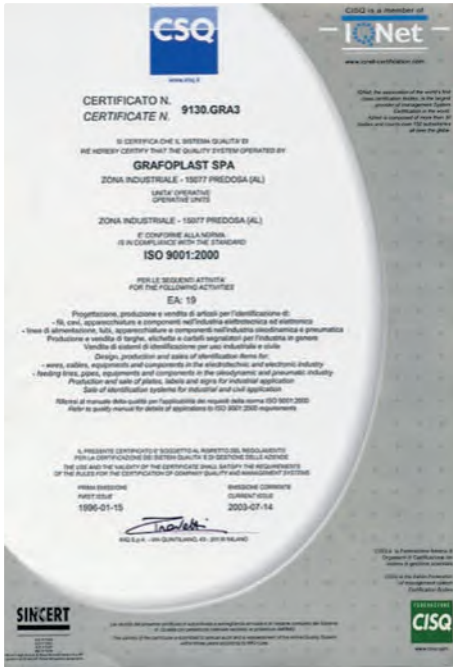 CSQ
www.csq.it
CISQ is a member of
IQNet
www.iqnet-certification.com
CERTIFICATO N.
CERTIFICATE N. 9130.GRA3
SI CERTIFICA CHE IL SISTEMA QUALITA' DI
WE HEREBY CERTIFY THAT THE QUALITY SYSTEM OPERATED BY
GRAFOPLAST SPA
ZONA INDUSTRIALE - 15077 PREDOSA (AL)
UNITA' OPERATIVE
OPERATIVE UNITS
ZONA INDUSTRIALE - 15077 PREDOSA (AL)
E' CONFORME ALLA NORMA
IS IN COMPLIANCE WITH THE STANDARD
ISO 9001:2000
PER LE SEGUENTI ATTIVITA'
FOR THE FOLLOWING ACTIVITIES
EA: 19
Progettazione, produzione e vendita di articoli per l'identificazione di:
- fili, cavi, apparecchiature e componenti nell'industria elettrotecnica ed elettronica
- linee di alimentazione, tubi, apparecchiature e componenti nell'industria oleodinamica e pneumatica
Produzione e vendita di targhe, etichette e cartelli segnalatori per l'industria in genere
Vendita di sistemi di identificazione per uso industriale e civile
Design, production and sales of identification items for:
- wires, cables, equipments and components in the electrotechnic and electronic industry
- feeding lines, pipes, equipments and components in the oleodynamic and pneumatic industry
Production and sale of plates, labels and signs for industrial application
Sale of identification systems for industrial and civil application
Riferirsi al manuale della qualità per l'applicabilità dei requisiti della norma ISO 9001:2000
Refer to quality manual for details of applications to ISO 9001:2000 requirements
IL PRESENTE CERTIFICATO E' SOGGETTO AL RISPETTO DEL REGOLAMENTO
PER LA CERTIFICAZIONE DEI SISTEMI QUALITA' E DI GESTIONE DELLE AZIENDE
THE USE AND THE VALIDITY OF THE CERTIFICATE SHALL SATISFY THE REQUIREMENTS
OF THE RULES FOR THE CERTIFICATION OF COMPANY QUALITY AND MANAGEMENT SYSTEMS
PRIMA EMISSIONE
FIRST ISSUE
1996-01-15
EMISSIONE CORRENTE
CURRENT ISSUE
2003-07-14
SINCERT
FEDERAZIONE
CISQ
www.cisq.com